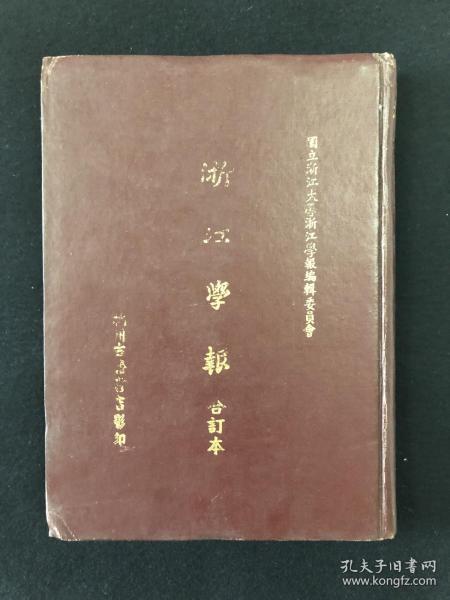 國立浙江大學浙江學報編輯委員會
浙江學報 合訂本
杭州古舊書店影印
孔夫子旧书网
www.kongfz.com